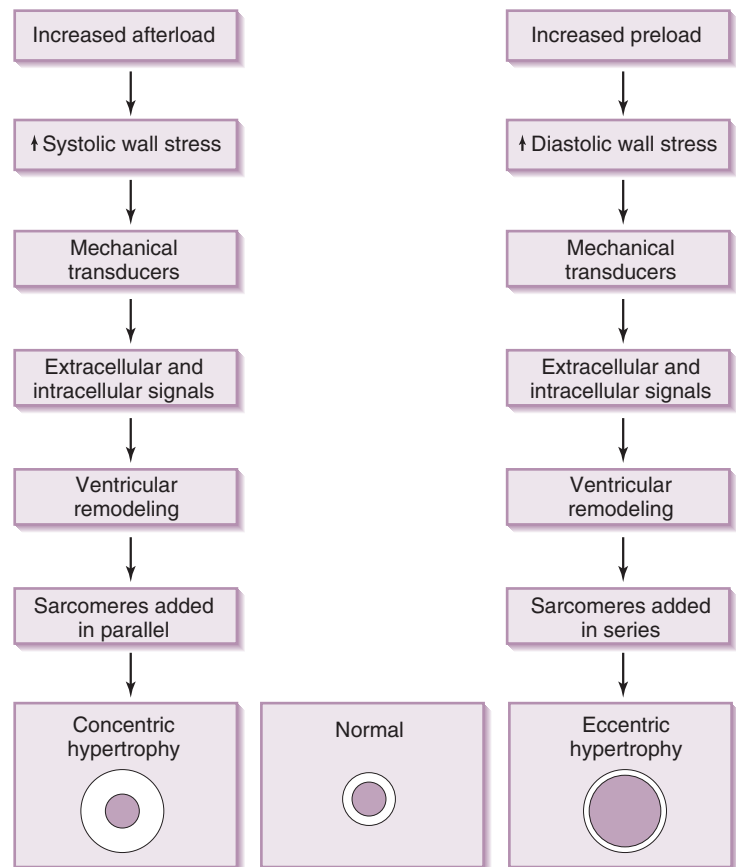 Increased afterload
↑ Systolic wall stress
Mechanical
transducers
Extracellular and
intracellular signals
Ventricular
remodeling
Sarcomeres added
in parallel
Concentric
hypertrophy
Normal
Increased preload
↑ Diastolic wall stress
Mechanical
transducers
Extracellular and
intracellular signals
Ventricular
remodeling
Sarcomeres added
in series
Eccentric
hypertrophy